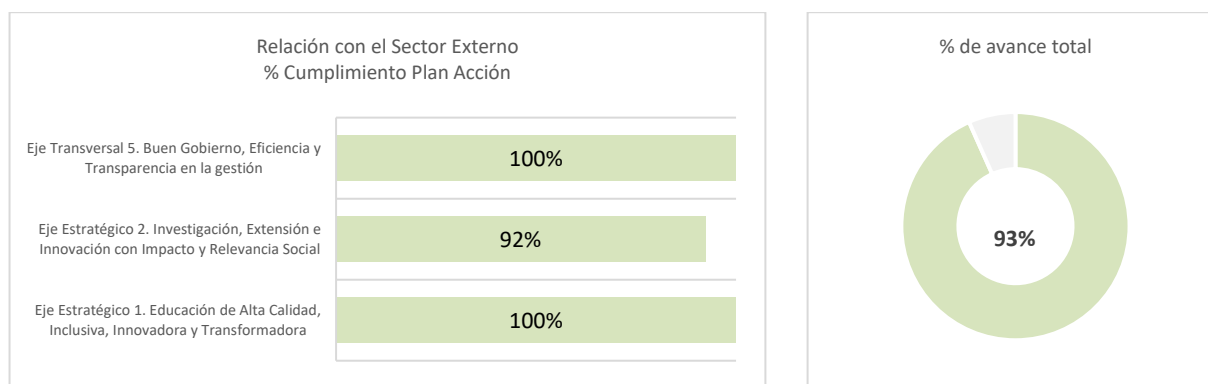 Relación con el Sector Externo
% Cumplimiento Plan Acción
Eje Transversal 5. Buen Gobierno, Eficiencia y
Transparencia en la gestión
100%
Eje Estratégico 2. Investigación, Extensión e
Innovación con Impacto y Relevancia Social
92%
Eje Estratégico 1. Educación de Alta Calidad,
Inclusiva, Innovadora y Transformadora
100%
% de avance total
93%